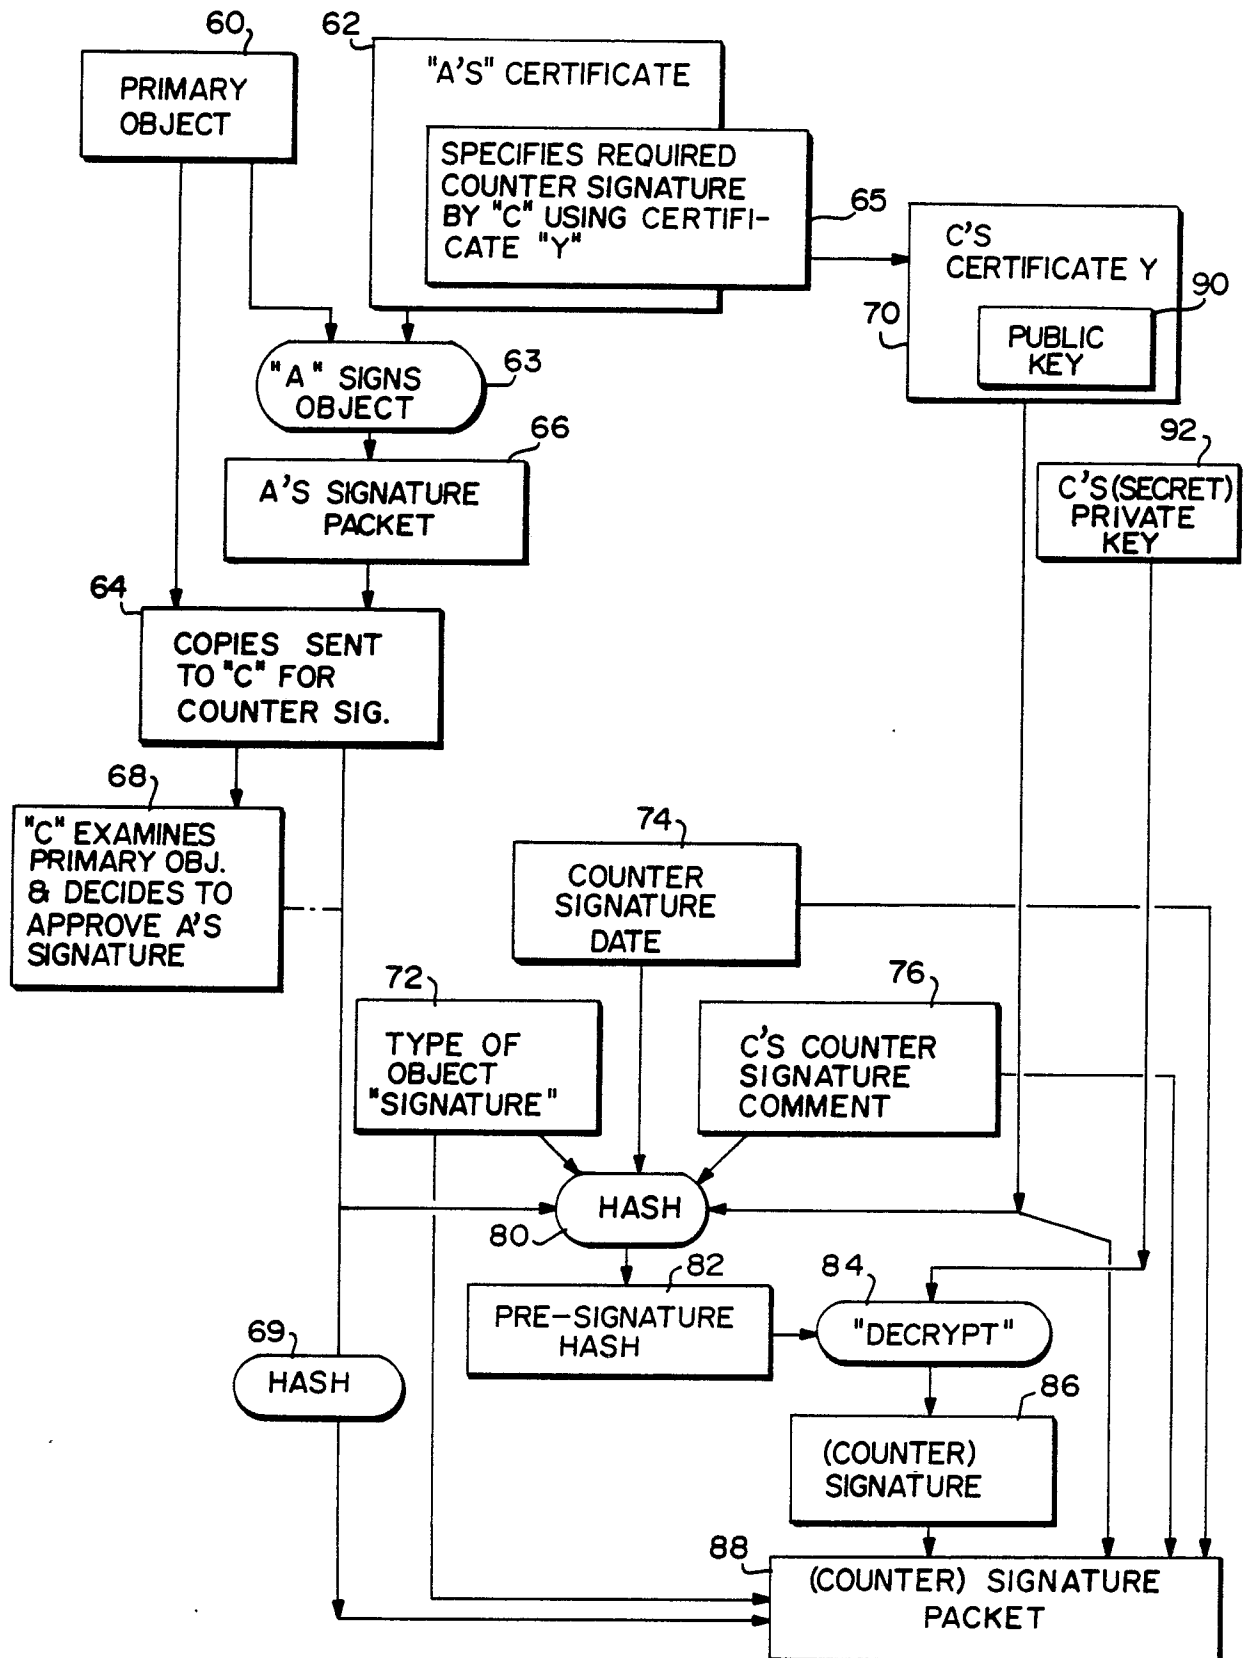 60
PRIMARY
OBJECT
62
"A'S" CERTIFICATE
SPECIFIES REQUIRED
COUNTER SIGNATURE
BY "C" USING CERTIFI-
CATE "Y"
65
C'S
CERTIFICATE Y
70
90
PUBLIC
KEY
"A" SIGNS
OBJECT
63
66
A'S SIGNATURE
PACKET
92
C'S (SECRET)
PRIVATE
KEY
64
COPIES SENT
TO "C" FOR
COUNTER SIG.
68
"C" EXAMINES
PRIMARY OBJ.
& DECIDES TO
APPROVE A'S
SIGNATURE
74
COUNTER
SIGNATURE
DATE
72
TYPE OF
OBJECT
"SIGNATURE"
76
C'S COUNTER
SIGNATURE
COMMENT
HASH
80
82
PRE-SIGNATURE
HASH
84
"DECRYPT"
69
HASH
86
(COUNTER)
SIGNATURE
88
(COUNTER) SIGNATURE
PACKET